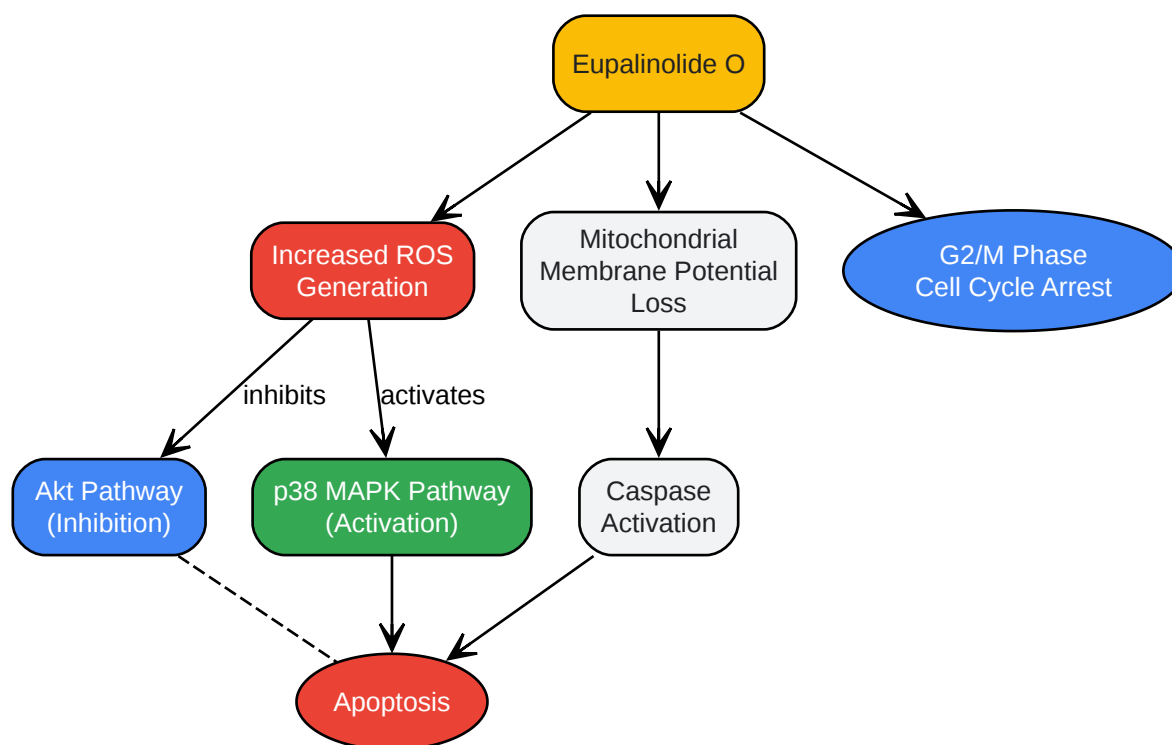 Eupalinolide O
Increased ROS
Generation
Mitochondrial
Membrane Potential
Loss
G2/M Phase
Cell Cycle Arrest
inhibits
activates
Akt Pathway
(Inhibition)
p38 MAPK Pathway
(Activation)
Caspase
Activation
Apoptosis